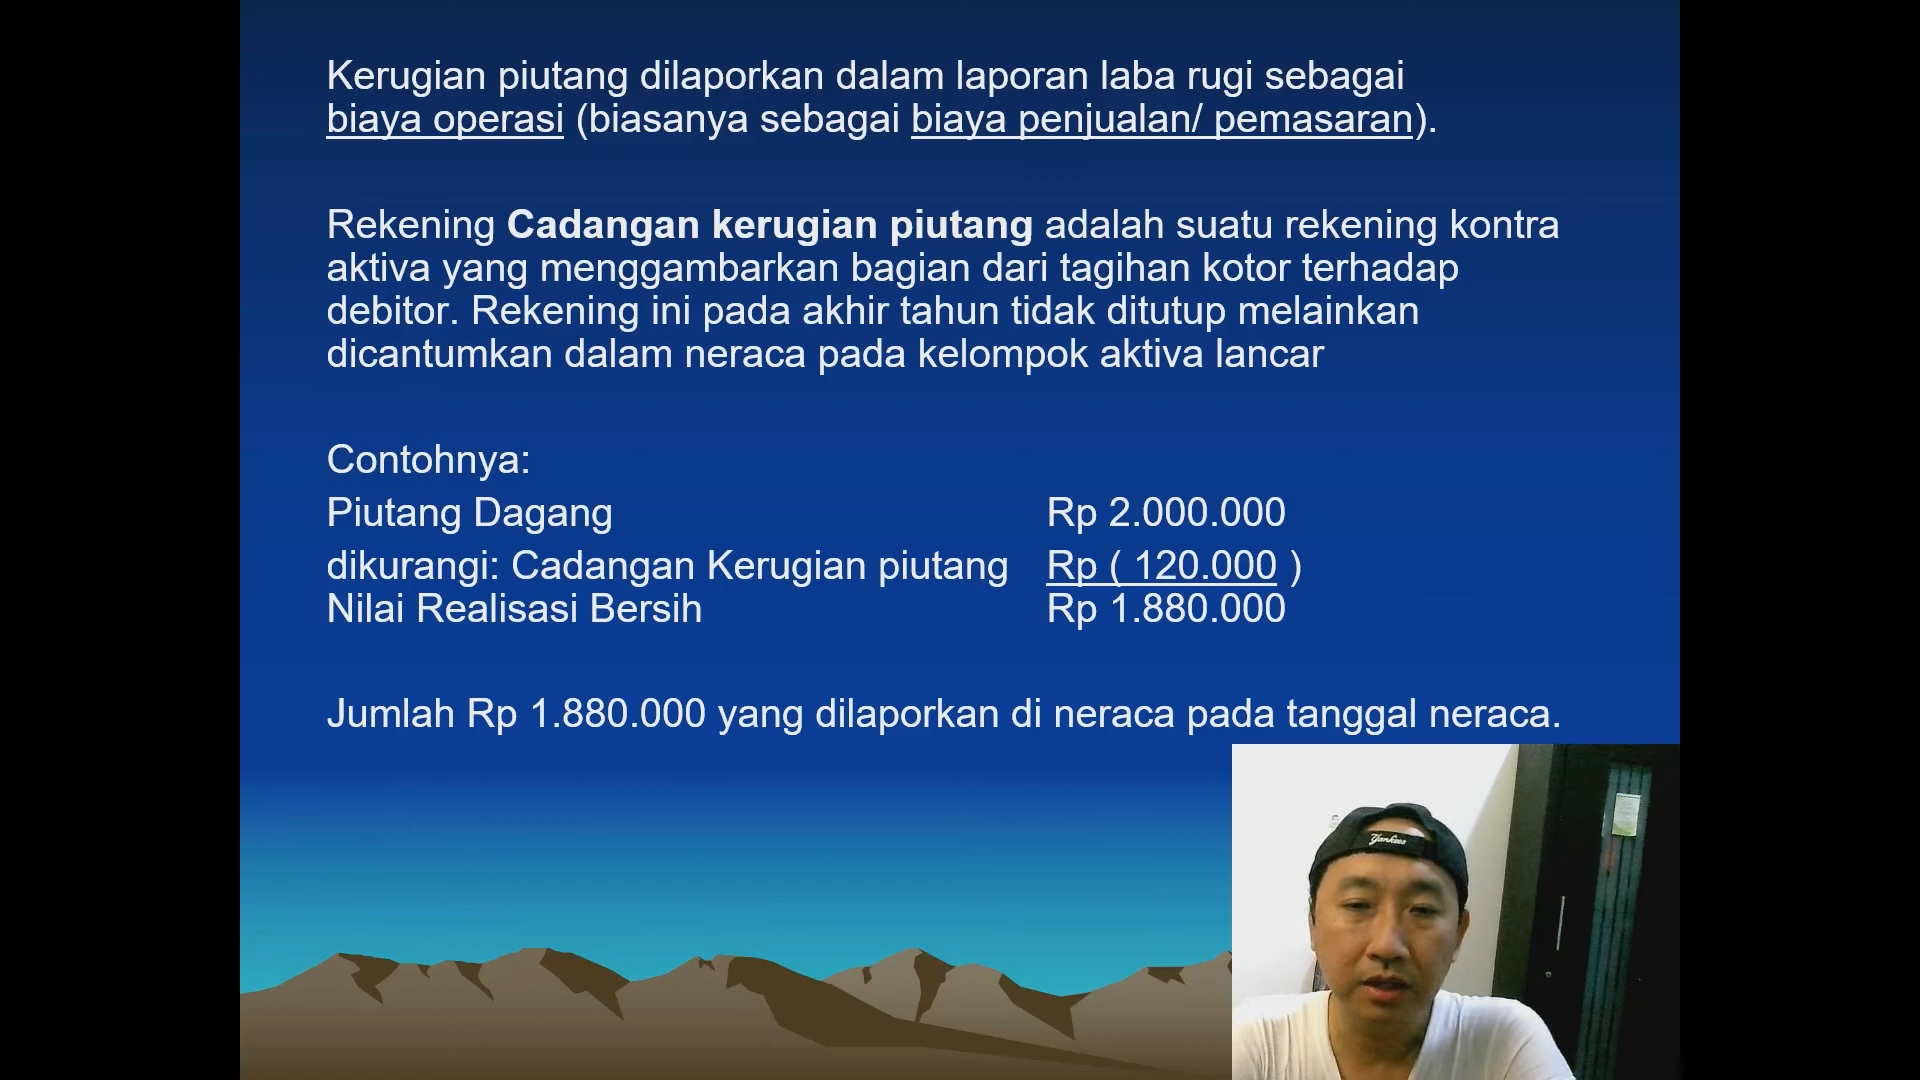 Kerugian piutang dilaporkan dalam laporan laba rugi sebagai
biaya operasi (biasanya sebagai biaya penjualan/ pemasaran).
Rekening Cadangan kerugian piutang adalah suatu rekening kontra
aktiva yang menggambarkan bagian dari tagihan kotor terhadap
debitor. Rekening ini pada akhir tahun tidak ditutup melainkan
dicantumkan dalam neraca pada kelompok aktiva lancar
Contohnya:
Piutang Dagang Rp 2.000.000
dikurangi: Cadangan Kerugian piutang Rp ( 120.000 )
Nilai Realisasi Bersih Rp 1.880.000
Jumlah Rp 1.880.000 yang dilaporkan di neraca pada tanggal neraca.
Yankees